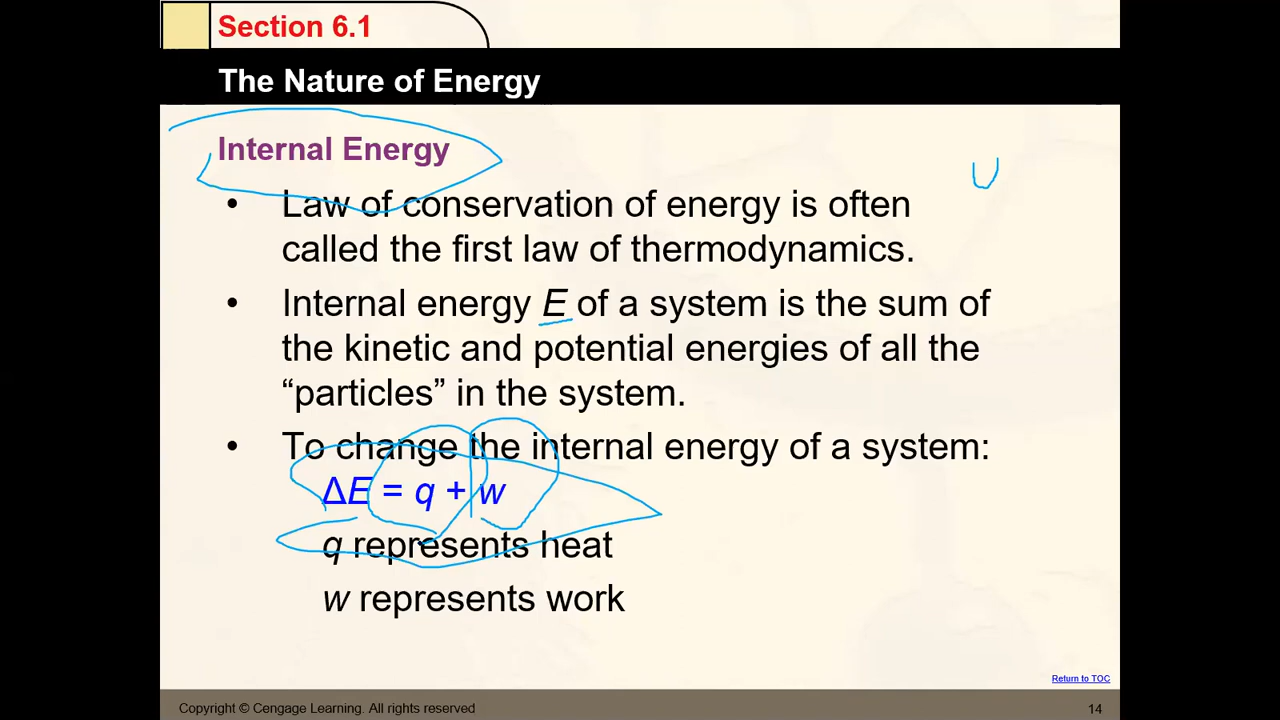 Section 6.1
The Nature of Energy
Internal Energy
U
• Law of conservation of energy is often
called the first law of thermodynamics.
• Internal energy E of a system is the sum of
the kinetic and potential energies of all the
“particles” in the system.
• To change the internal energy of a system:
ΔE = q + w
q represents heat
w represents work
Return to TOC
Copyright © Cengage Learning. All rights reserved
14